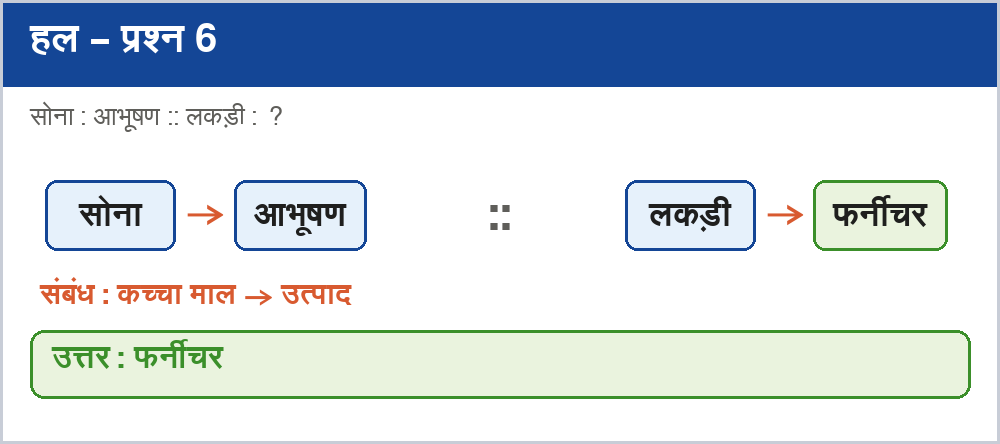 हल – प्रश्न 6
सोना : आभूषण :: लकड़ी : ?
सोना → आभूषण :: लकड़ी → फर्नीचर
संबंध : कच्चा माल → उत्पाद
उत्तर : फर्नीचर